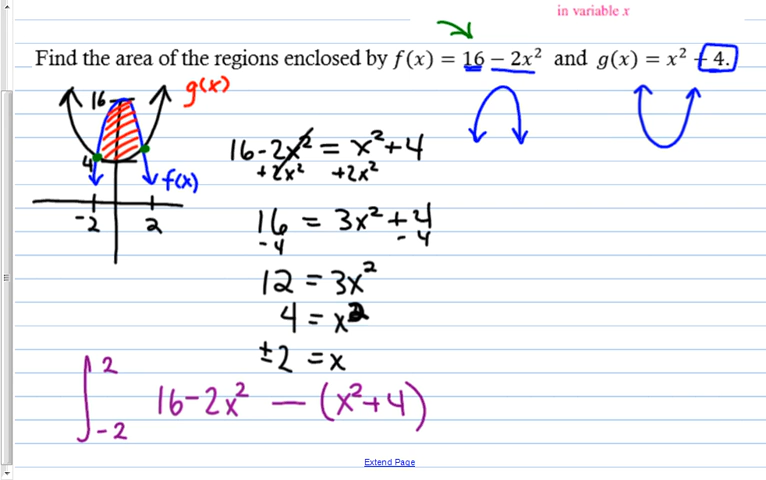 in variable x
Find the area of the regions enclosed by f(x) = 16 − 2x² and g(x) = x² + 4.
16
g(x)
4
f(x)
-2 2
16-2x² = x²+4
+2x² +2x²
16 = 3x²+4
-4 -4
12 = 3x²
4 = x²
±2 = x
∫ 2 -2 16-2x² − (x²+4)
Extend Page